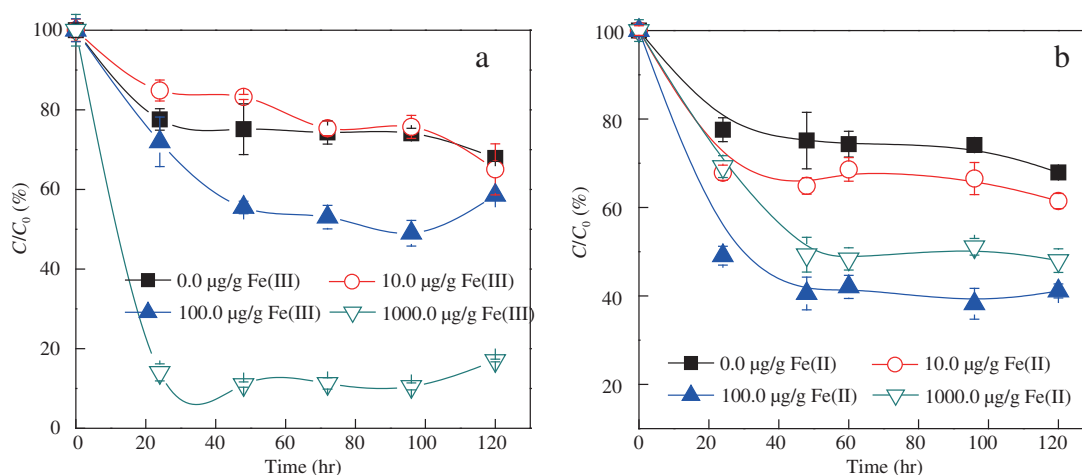 a
C/C0 (%)
100
80
60
40
20
0
0.0 μg/g Fe(III)
10.0 μg/g Fe(III)
100.0 μg/g Fe(III)
1000.0 μg/g Fe(III)
0 20 40 60 80 100 120
Time (hr)
b
C/C0 (%)
100
80
60
40
20
0.0 μg/g Fe(II)
10.0 μg/g Fe(II)
100.0 μg/g Fe(II)
1000.0 μg/g Fe(II)
0 20 40 60 80 100 120
Time (hr)